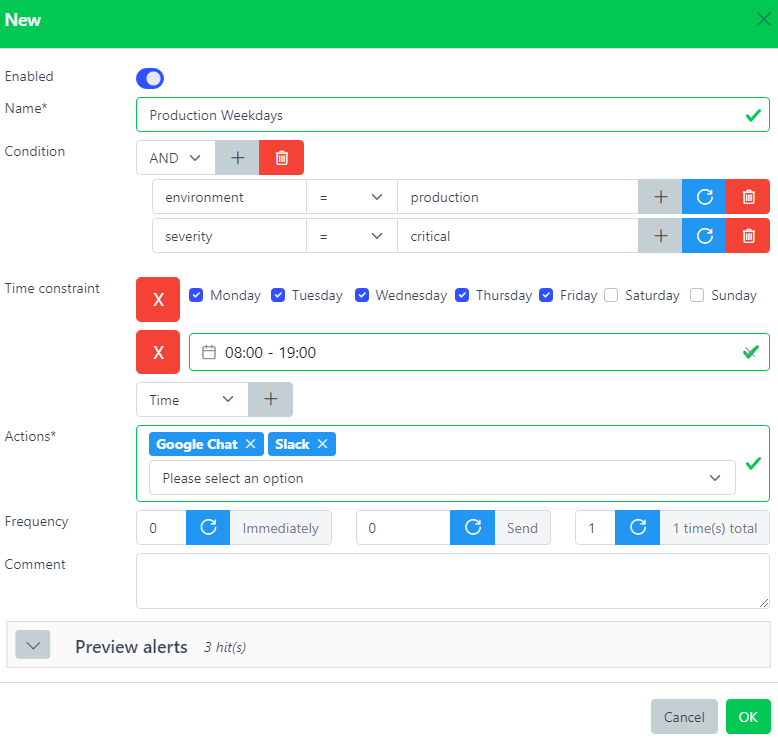 New
Enabled
Name*
Production Weekdays
Condition
AND
environment = production
severity = critical
Time constraint
X Monday Tuesday Wednesday Thursday Friday Saturday Sunday
X 08:00 - 19:00
Time
Actions*
Google Chat Slack
Please select an option
Frequency 0 Immediately 0 Send 1 1 time(s) total
Comment
Preview alerts 3 hit(s)
Cancel OK